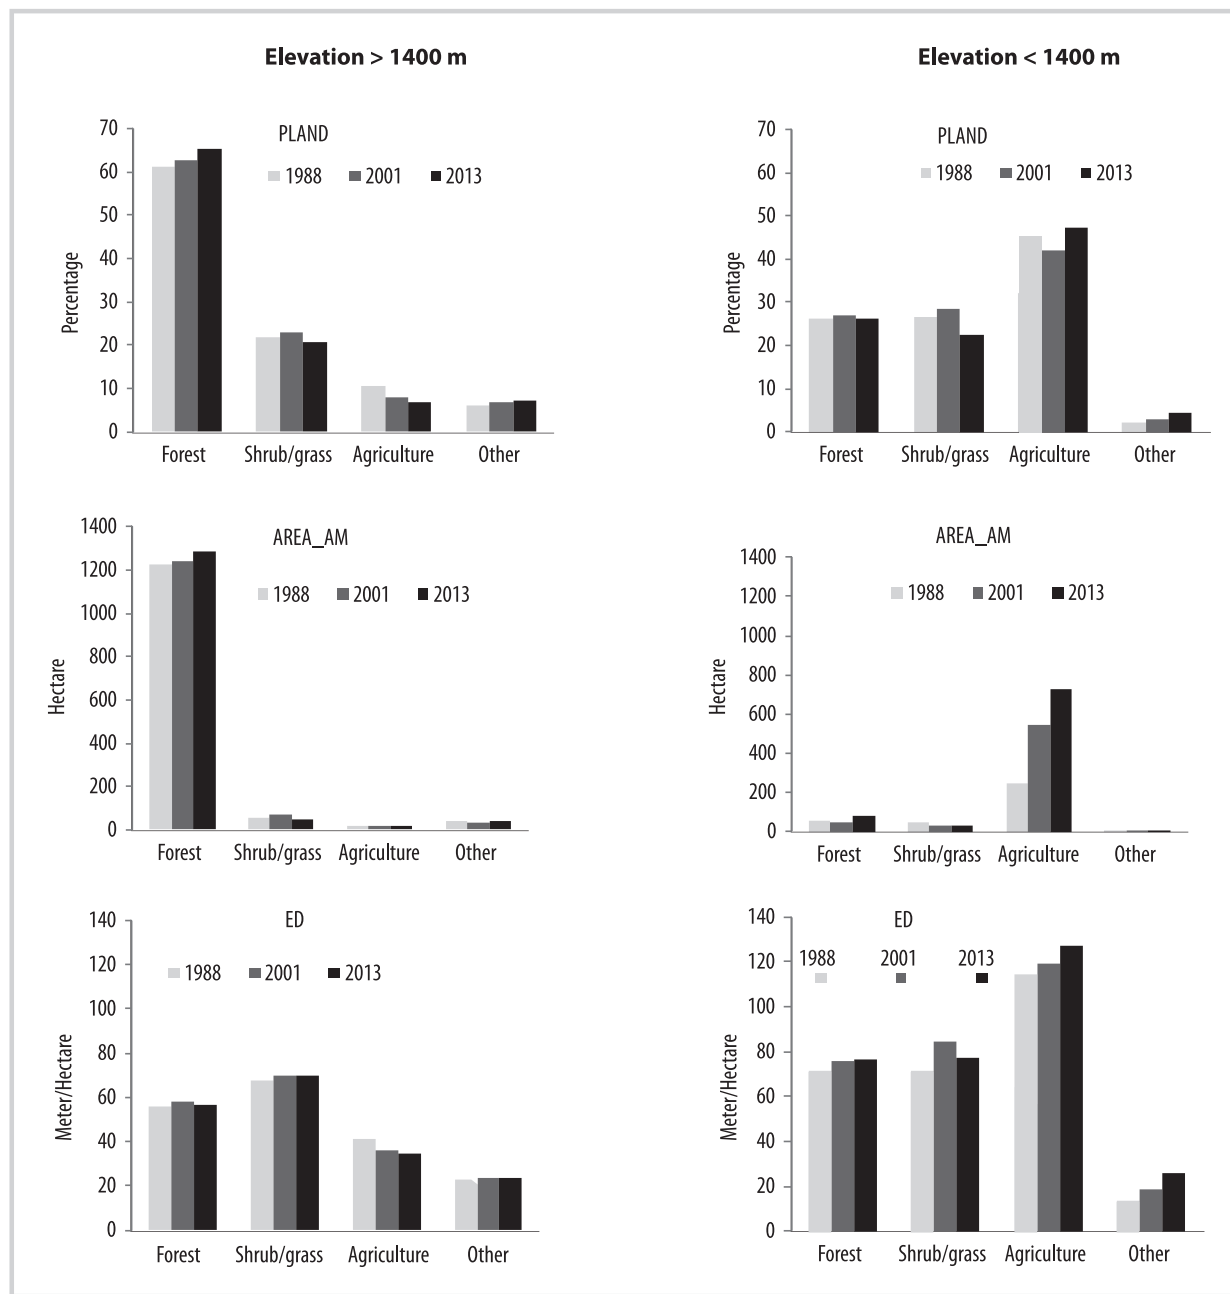 Elevation > 1400 m
PLAND
1988 2001 2013
Percentage
70
60
50
40
30
20
10
0
Forest Shrub/grass Agriculture Other
AREA_AM
1988 2001 2013
Hectare
1400
1200
1000
800
600
400
200
0
Forest Shrub/grass Agriculture Other
ED
1988 2001 2013
Meter/Hectare
140
120
100
80
60
40
20
0
Forest Shrub/grass Agriculture Other
Elevation < 1400 m
PLAND
1988 2001 2013
Percentage
70
60
50
40
30
20
10
0
Forest Shrub/grass Agriculture Other
AREA_AM
1988 2001 2013
Hectare
1400
1200
1000
800
600
400
200
0
Forest Shrub/grass Agriculture Other
ED
1988 2001 2013
Meter/Hectare
140
120
100
80
60
40
20
0
Forest Shrub/grass Agriculture Other